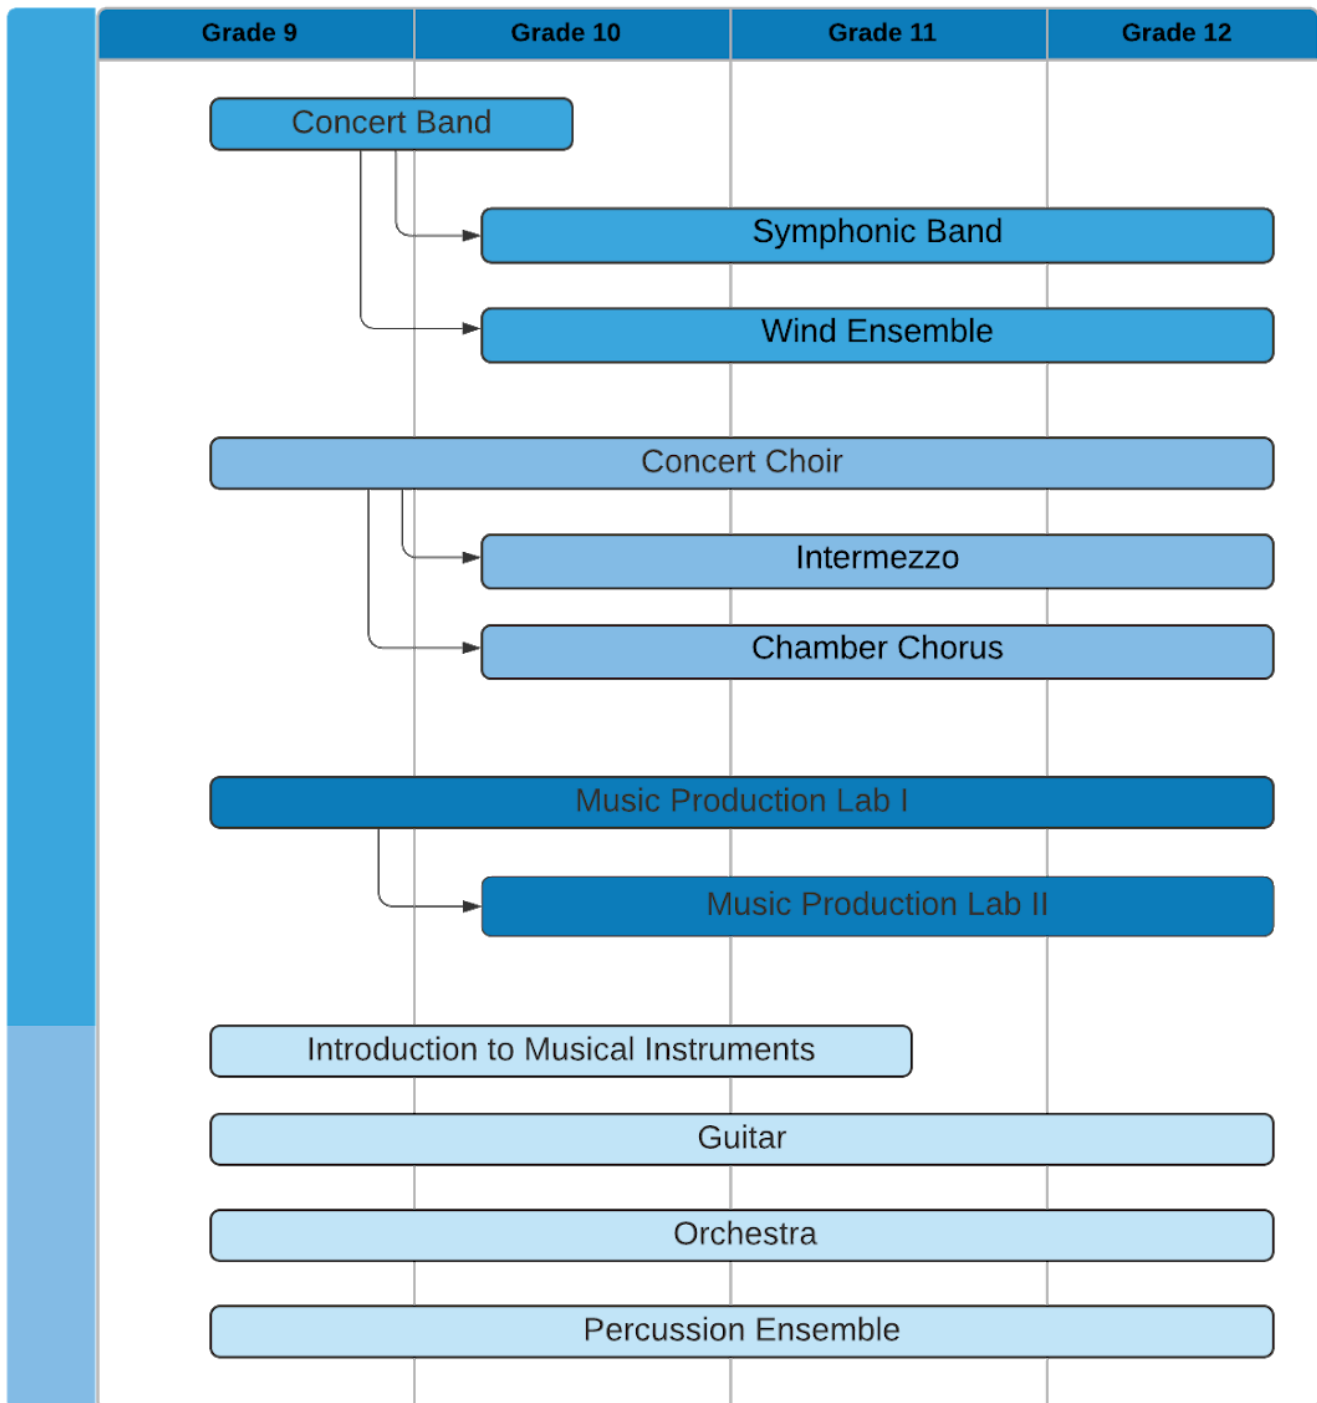 Grade 9
Grade 10
Grade 11
Grade 12
Concert Band
Symphonic Band
Wind Ensemble
Concert Choir
Intermezzo
Chamber Chorus
Music Production Lab I
Music Production Lab II
Introduction to Musical Instruments
Guitar
Orchestra
Percussion Ensemble